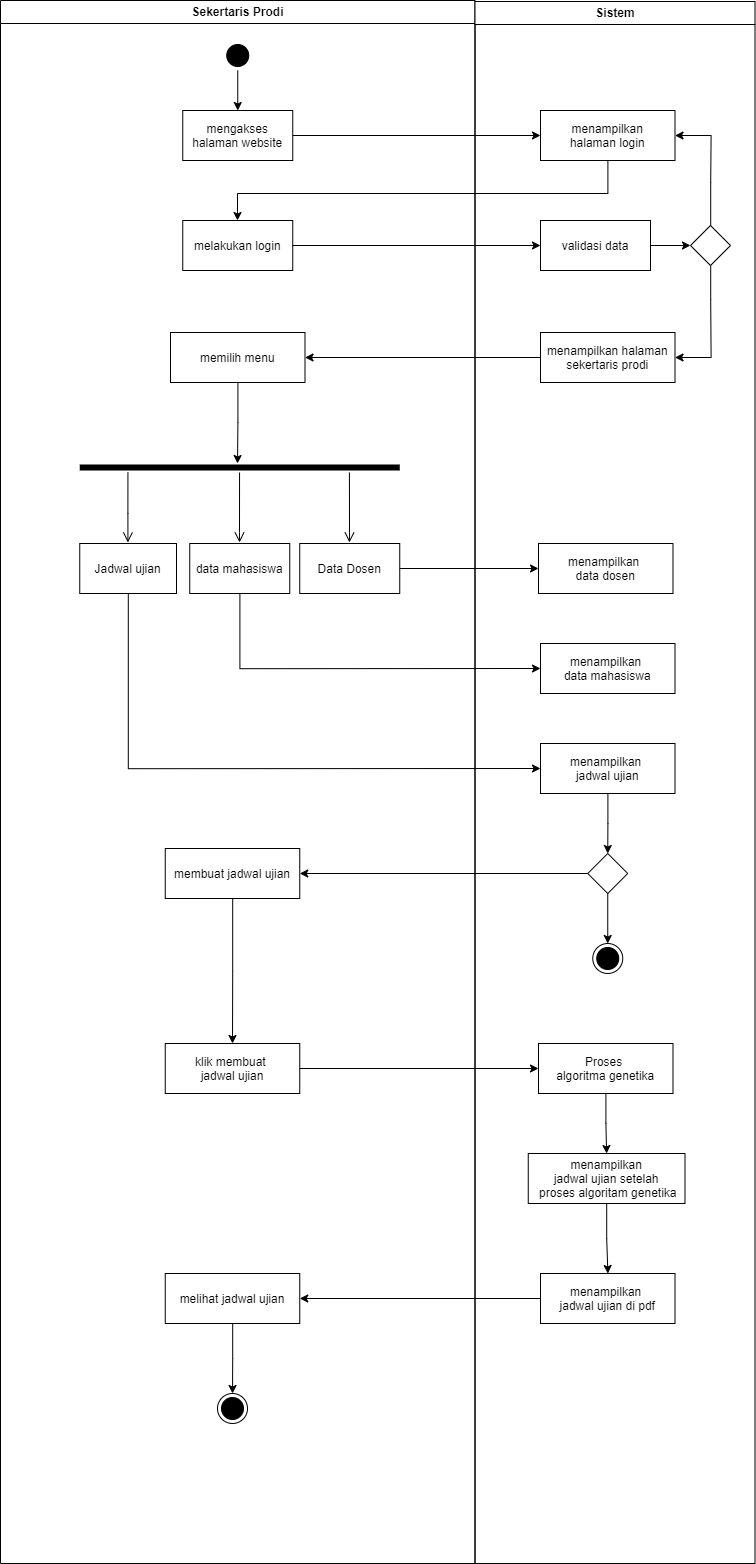 Sekertaris Prodi
Sistem
mengakses
halaman website
menampilkan
halaman login
melakukan login
validasi data
memilih menu
menampilkan halaman
sekertaris prodi
Jadwal ujian
data mahasiswa
Data Dosen
menampilkan
data dosen
menampilkan
data mahasiswa
menampilkan
jadwal ujian
membuat jadwal ujian
klik membuat
jadwal ujian
Proses
algoritma genetika
menampilkan
jadwal ujian setelah
proses algoritam genetika
melihat jadwal ujian
menampilkan
jadwal ujian di pdf